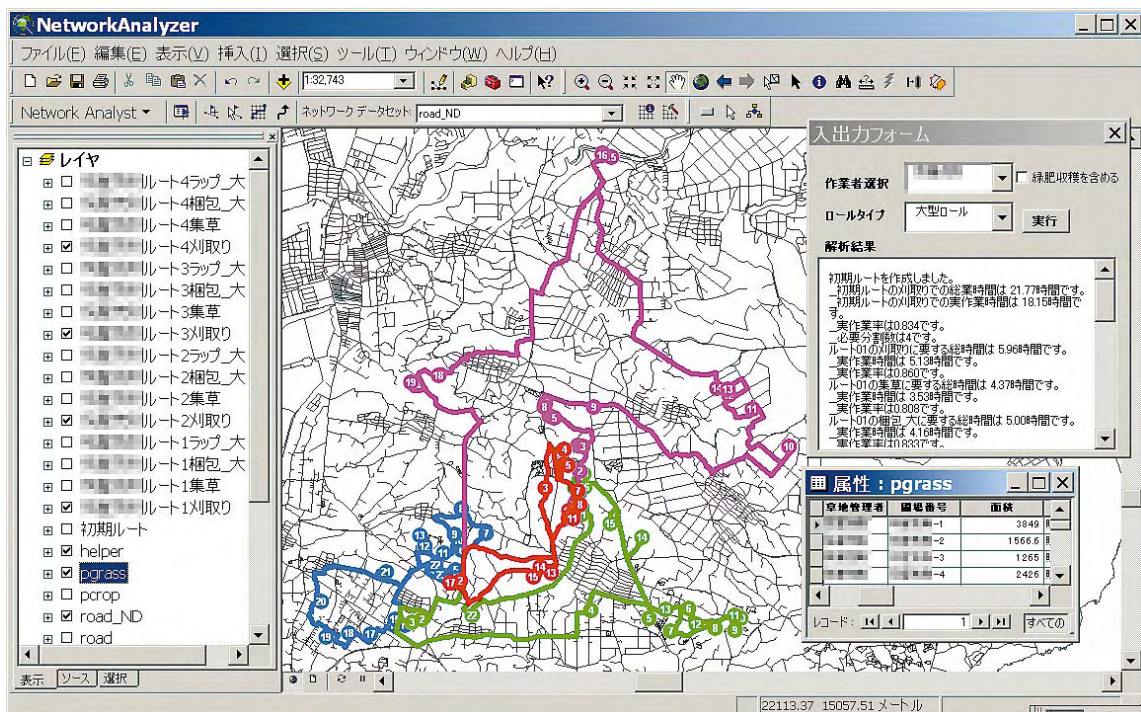 NetworkAnalyzer
ファイル(F) 編集(E) 表示(V) 挿入(I) 選択(S) ツール(T) ウィンドウ(W) ヘルプ(H)
1:32,743
Network Analyst ネットワーク データセット: road_ND
レイヤ
ルート4ラップ_大
ルート4梱包_大
ルート4集草
ルート4刈取り
ルート3ラップ_大
ルート3梱包_大
ルート3集草
ルート3刈取り
ルート2ラップ_大
ルート2梱包_大
ルート2集草
ルート2刈取り
ルート1ラップ_大
ルート1梱包_大
ルート1集草
ルート1刈取り
初期ルート
helper
pgrass
pcrop
road_ND
road
表示 ソース 選択
入出力フォーム
作業者選択
緑肥収穫を含める
ロールタイプ 大型ロール 実行
解析結果
初期ルートを作成しました。
初期ルートの刈取りでの総業時間は 21.77時間です。
初期ルートの刈取りでの実作業時間は 18.15時間で
す。
実作業率は0.834です。
必要分割数は4です。
ルート01の刈取りに要する総時間は 5.96時間です。
実作業時間は 5.13時間です。
実作業率は0.860です。
ルート01の集草に要する総時間は 4.37時間です。
実作業時間は 3.53時間です。
実作業率は0.808です。
ルート01の梱包_大に要する総時間は 5.00時間です。
実作業時間は 4.16時間です。
実作業率は0.833です。
属性 : pgrass
草地管理者 圃場番号 面積
-1 3849
-2 1566.6
-3 1265
-4 2426
レコード: 1 すべての
22113.37 15057.51 メートル